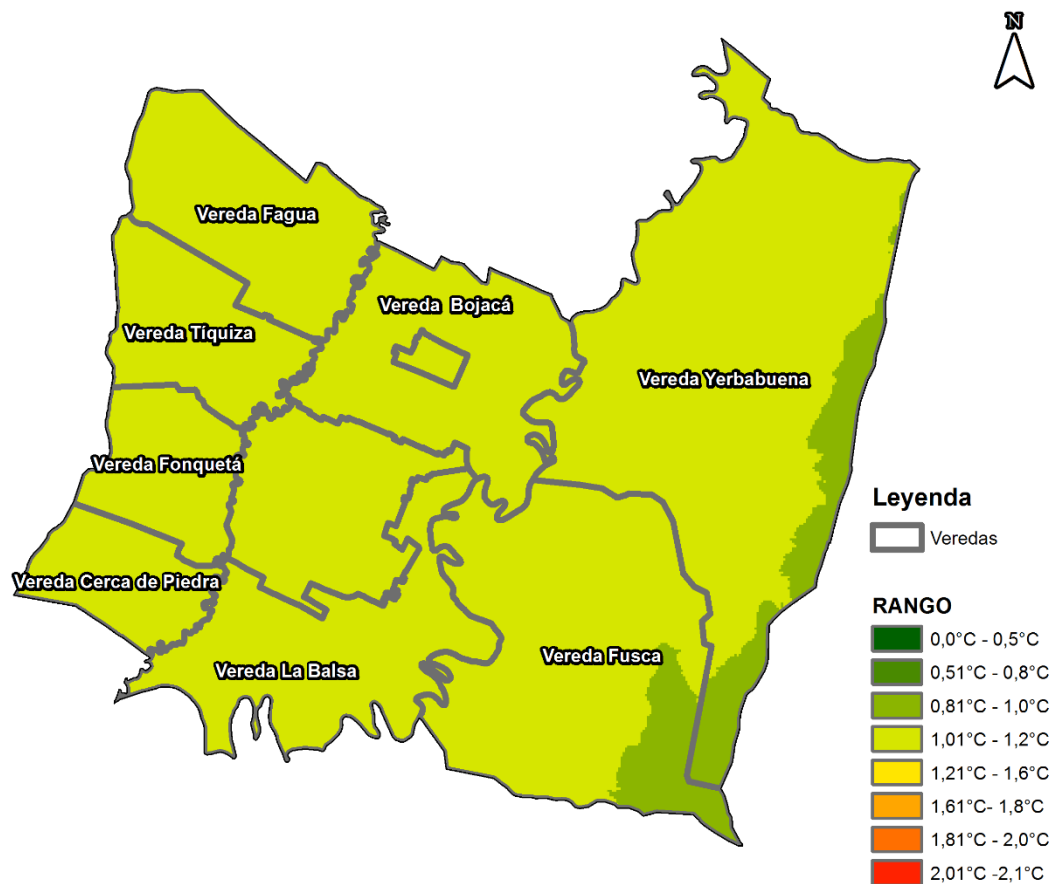 N
Vereda Fagua
Vereda Bojacá
Vereda Tíquiza
Vereda Yerbabuena
Vereda Fonquetá
Vereda Cerca de Piedra
Vereda La Balsa
Vereda Fusca
Leyenda
Veredas
RANGO
0,0°C - 0,5°C
0,51°C - 0,8°C
0,81°C - 1,0°C
1,01°C - 1,2°C
1,21°C - 1,6°C
1,61°C- 1,8°C
1,81°C - 2,0°C
2,01°C -2,1°C